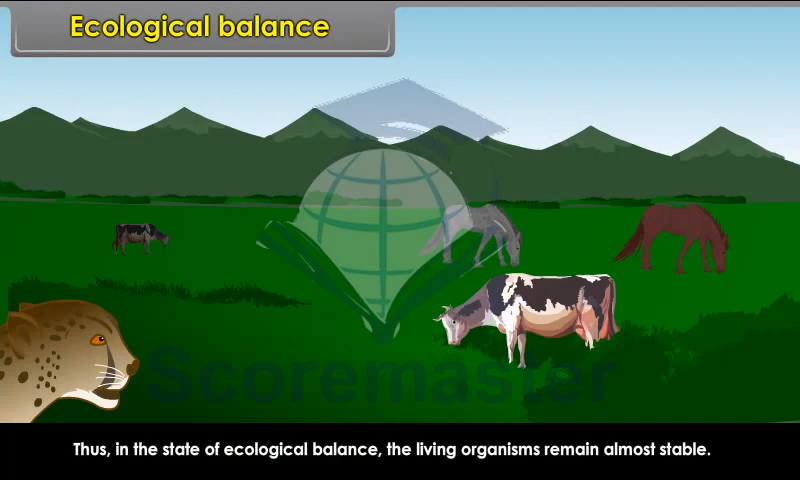 Ecological balance
Scoremaster
Thus, in the state of ecological balance, the living organisms remain almost stable.